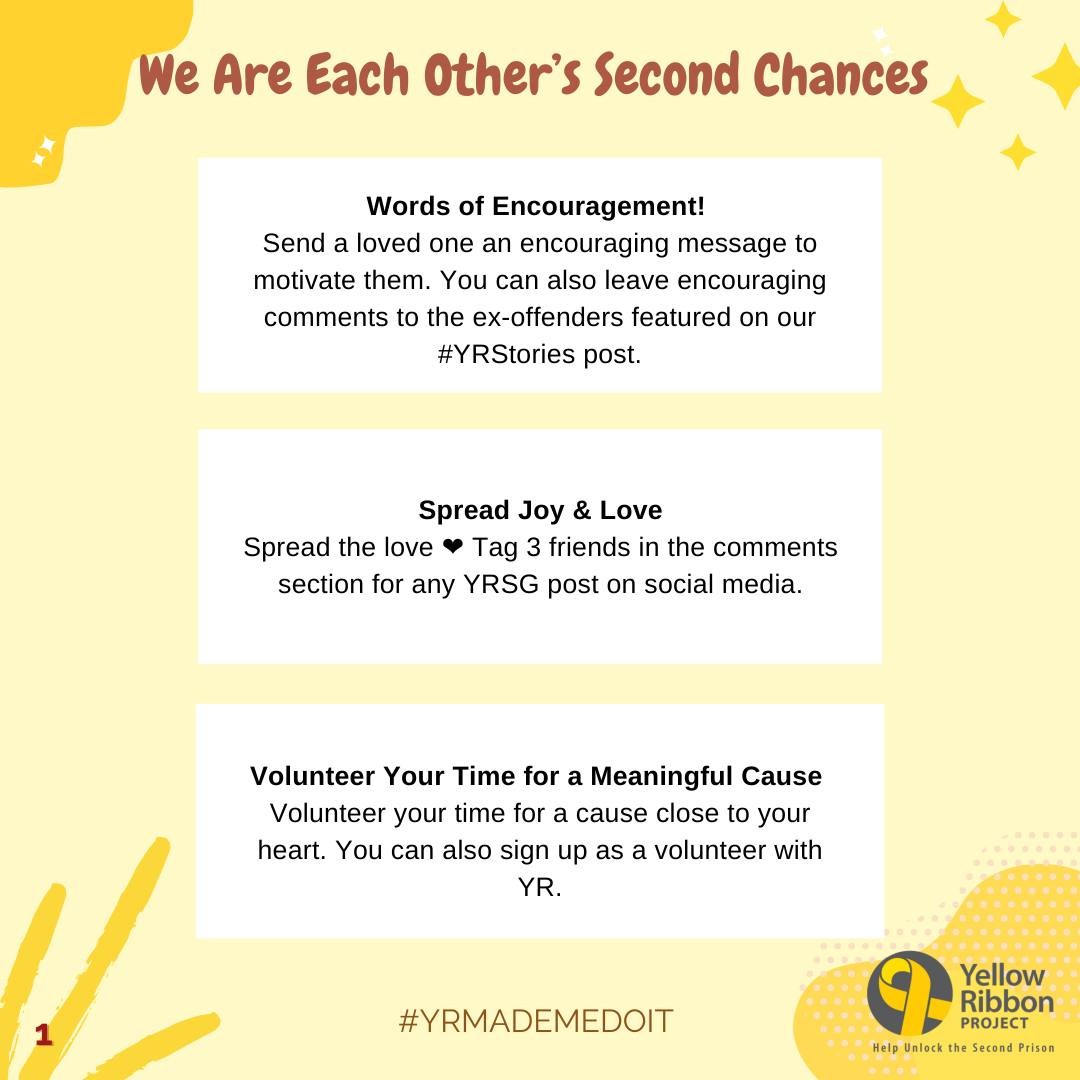 We Are Each Other’s Second Chances
Words of Encouragement!
Send a loved one an encouraging message to
motivate them. You can also leave encouraging
comments to the ex-offenders featured on our
#YRStories post.
Spread Joy & Love
Spread the love ❤ Tag 3 friends in the comments
section for any YRSG post on social media.
Volunteer Your Time for a Meaningful Cause
Volunteer your time for a cause close to your
heart. You can also sign up as a volunteer with
YR.
1
#YRMADEMEDOIT
Yellow
Ribbon
PROJECT
Help Unlock the Second Prison